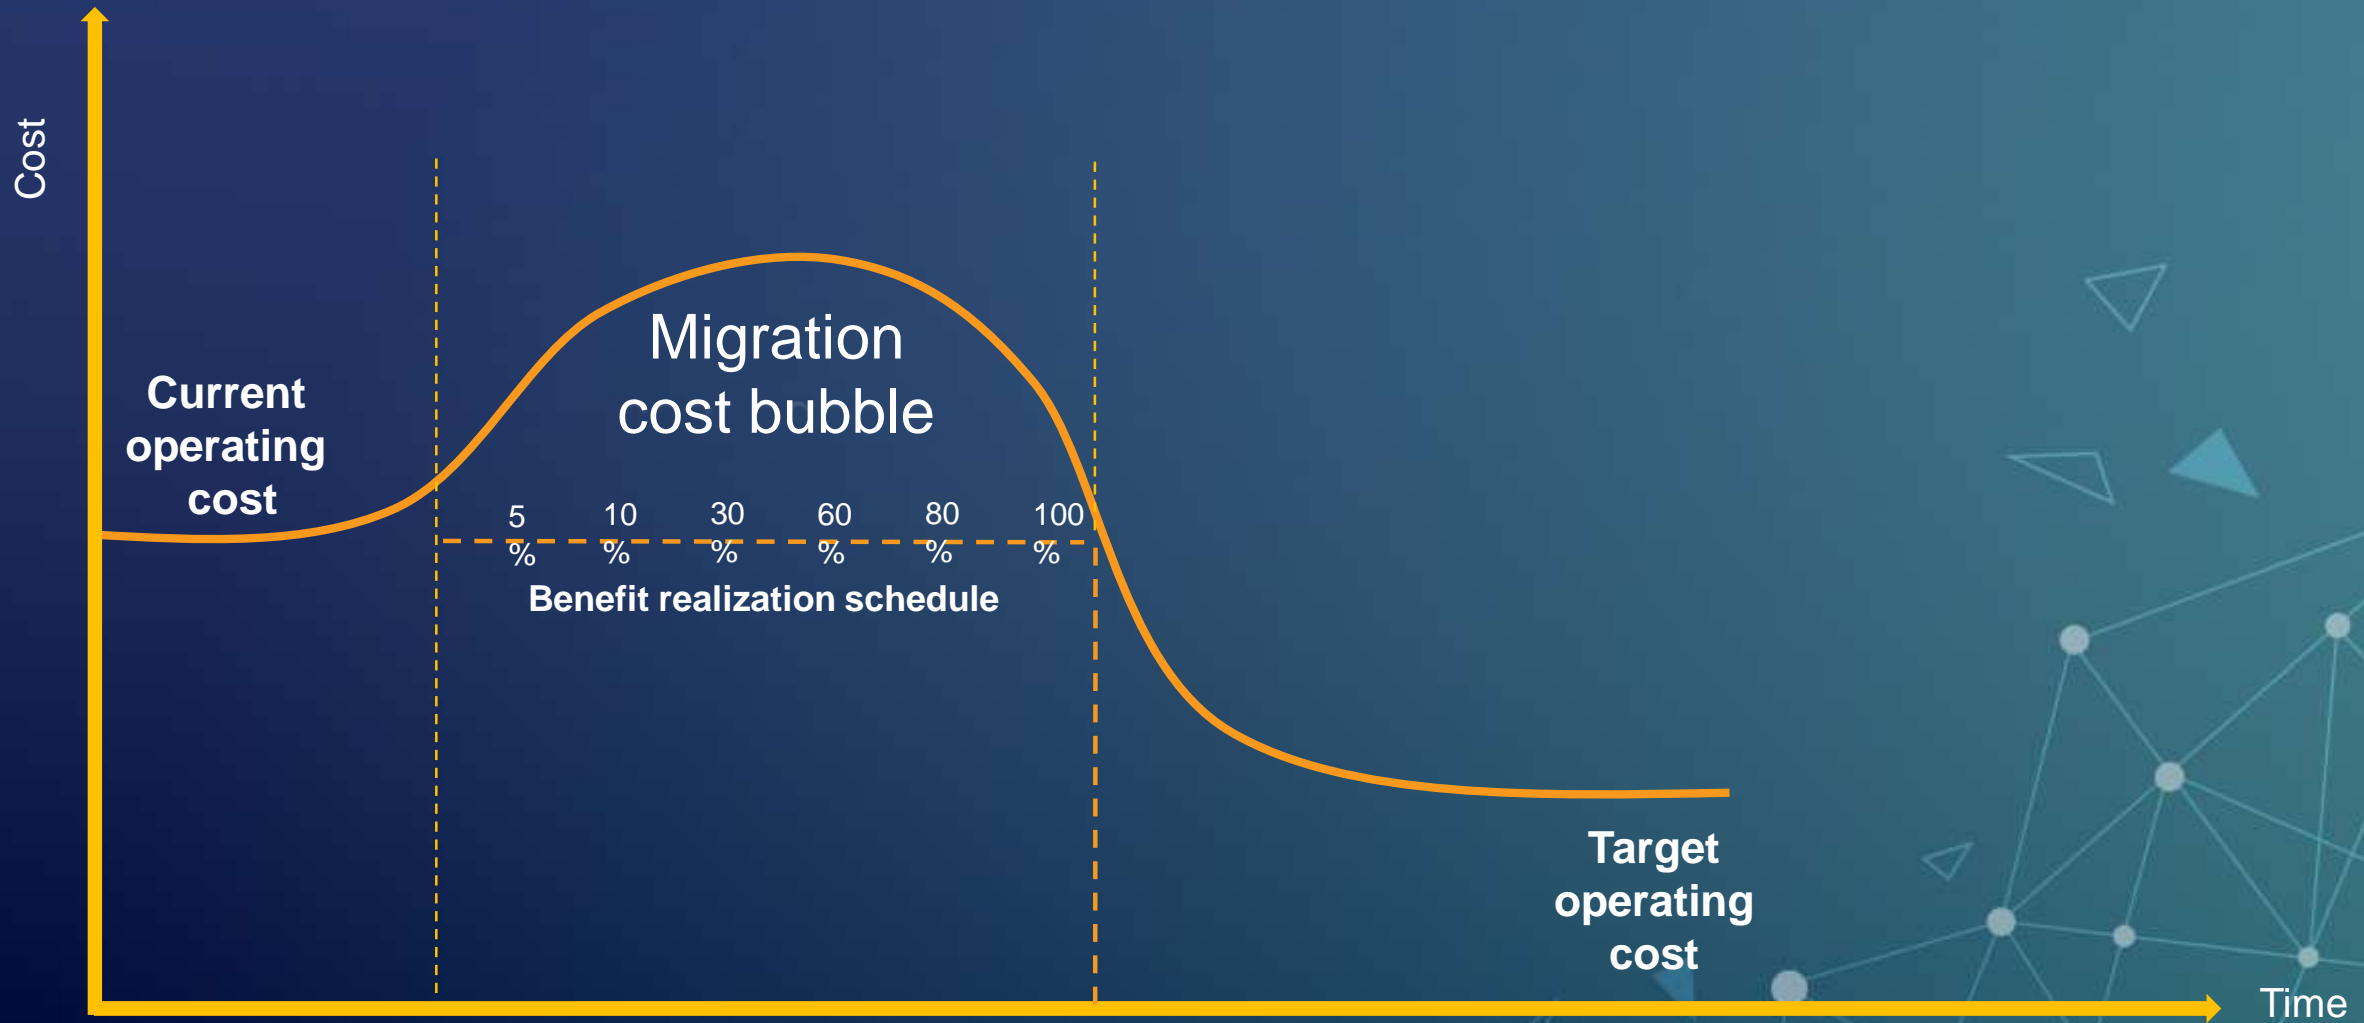 Cost
Migration
cost bubble
Current
operating
cost
5
%
10
%
30
%
60
%
80
%
100
%
Benefit realization schedule
Target
operating
cost
Time